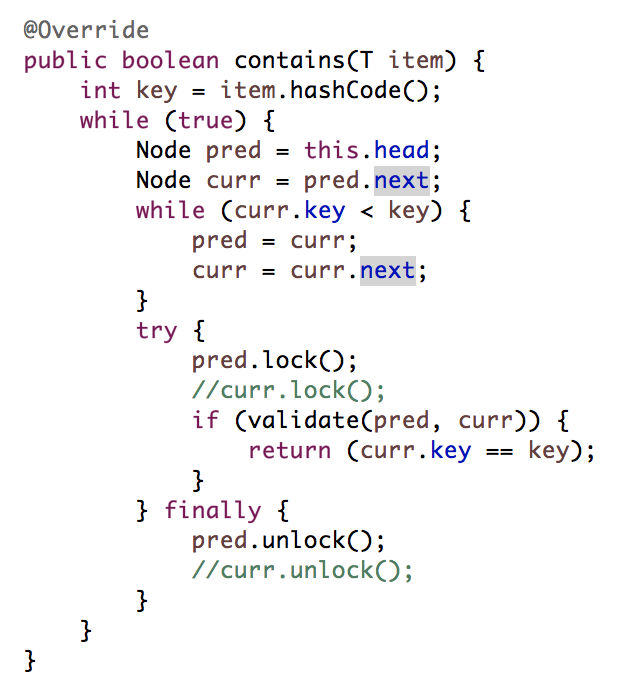 @Override
public boolean contains(T item) {
    int key = item.hashCode();
    while (true) {
        Node pred = this.head;
        Node curr = pred.next;
        while (curr.key < key) {
            pred = curr;
            curr = curr.next;
        }
        try {
            pred.lock();
            //curr.lock();
            if (validate(pred, curr)) {
                return (curr.key == key);
            }
        } finally {
            pred.unlock();
            //curr.unlock();
        }
    }
}